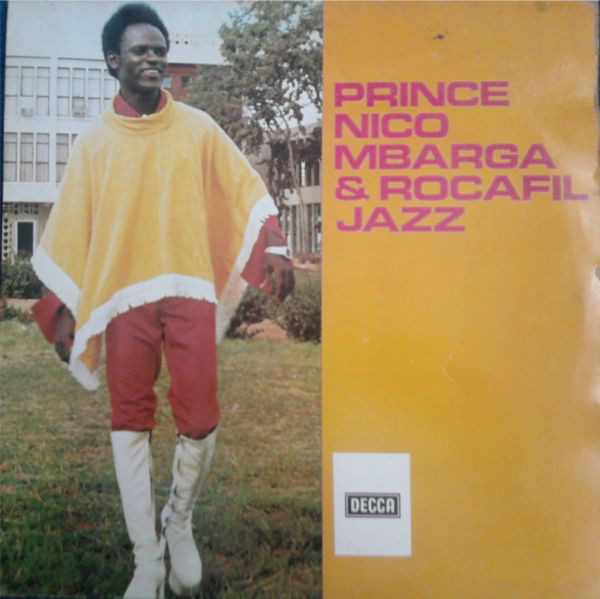 PRINCE
NICO
MBARGA
& ROCAFIL
JAZZ
DECCA